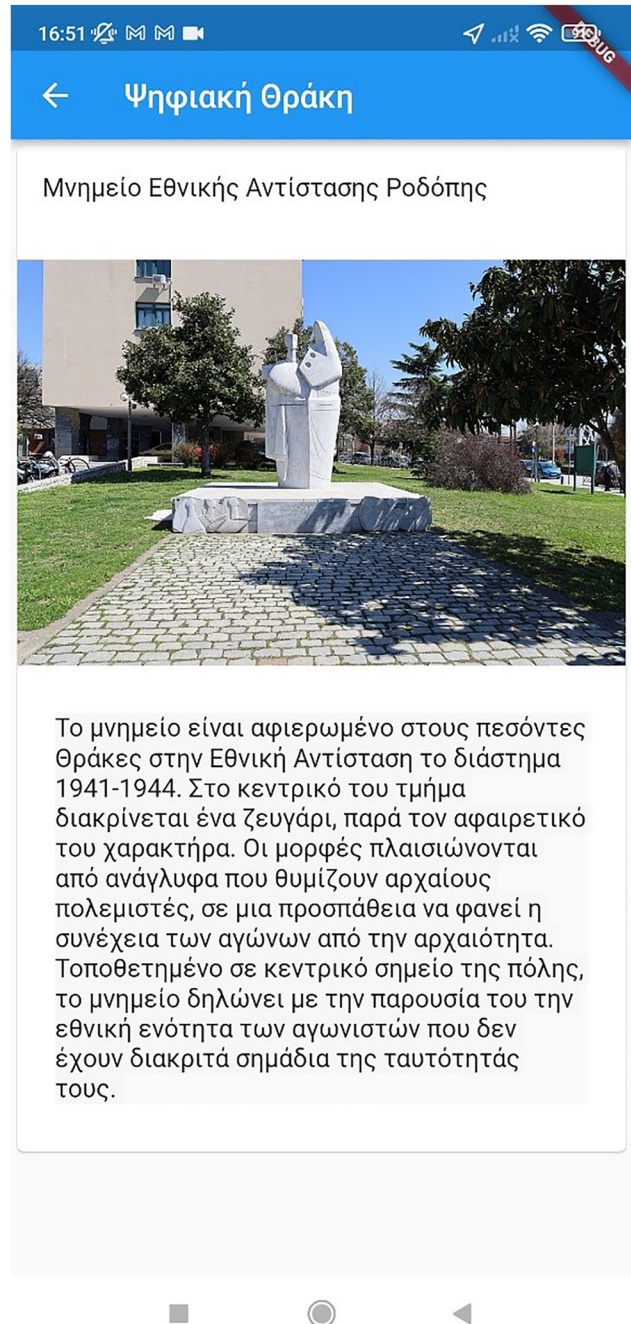 16:51
DEBUG
Ψηφιακή Θράκη
Μνημείο Εθνικής Αντίστασης Ροδόπης
Το μνημείο είναι αφιερωμένο στους πεσόντες
Θράκες στην Εθνική Αντίσταση το διάστημα
1941-1944. Στο κεντρικό του τμήμα
διακρίνεται ένα ζευγάρι, παρά τον αφαιρετικό
του χαρακτήρα. Οι μορφές πλαισιώνονται
από ανάγλυφα που θυμίζουν αρχαίους
πολεμιστές, σε μια προσπάθεια να φανεί η
συνέχεια των αγώνων από την αρχαιότητα.
Τοποθετημένο σε κεντρικό σημείο της πόλης,
το μνημείο δηλώνει με την παρουσία του την
εθνική ενότητα των αγωνιστών που δεν
έχουν διακριτά σημάδια της ταυτότητάς
τους.